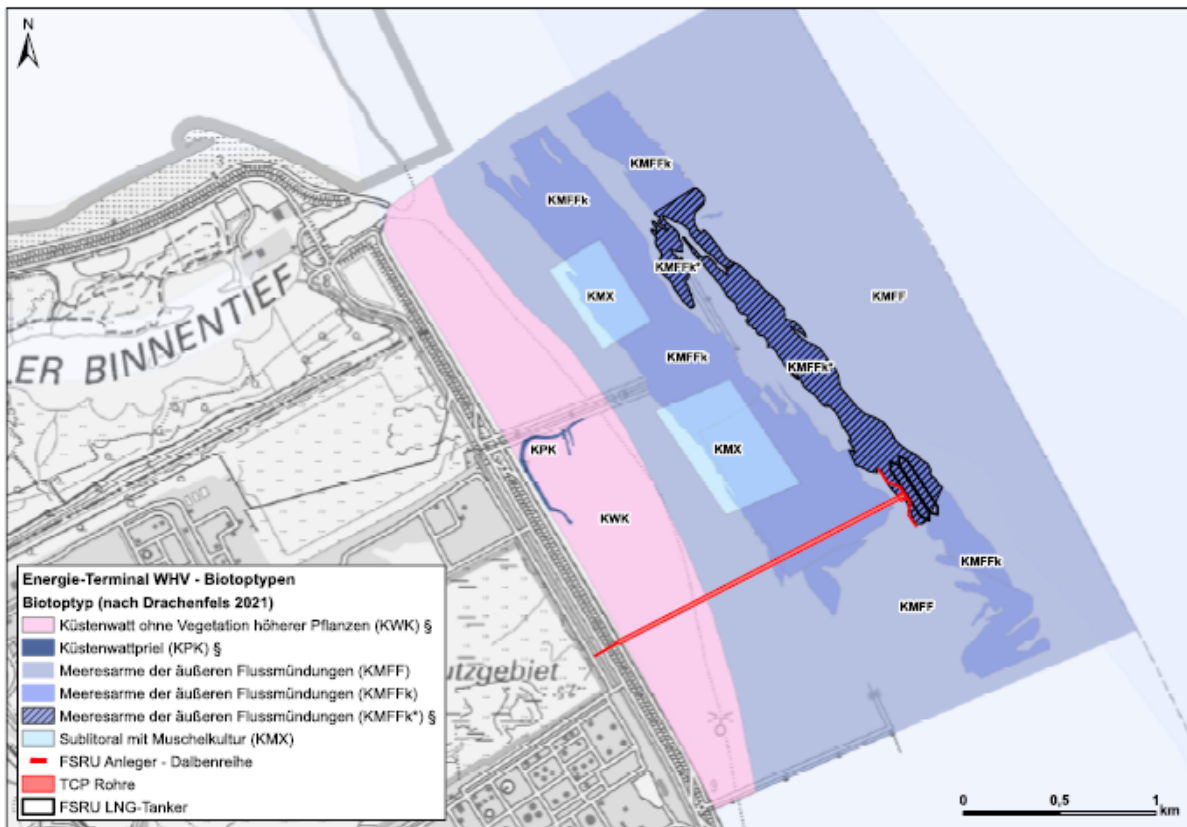 N
KMFFk
KMFFk
KMFFk*
KMX
KMFF
ER BINNENTIEF
KMFFk
KMFFk*
KMX
KPK
KWK
KMFFk
KMFF
utzgebiet
Energie-Terminal WHV - Biotoptypen
Biotoptyp (nach Drachenfels 2021)
Küstenwatt ohne Vegetation höherer Pflanzen (KWK) §
Küstenwattpriel (KPK) §
Meeresarme der äußeren Flussmündungen (KMFF)
Meeresarme der äußeren Flussmündungen (KMFFk)
Meeresarme der äußeren Flussmündungen (KMFFk*) §
Sublitoral mit Muschelkultur (KMX)
FSRU Anleger - Dalbenreihe
TCP Rohre
FSRU LNG-Tanker
0 0,5 1
km